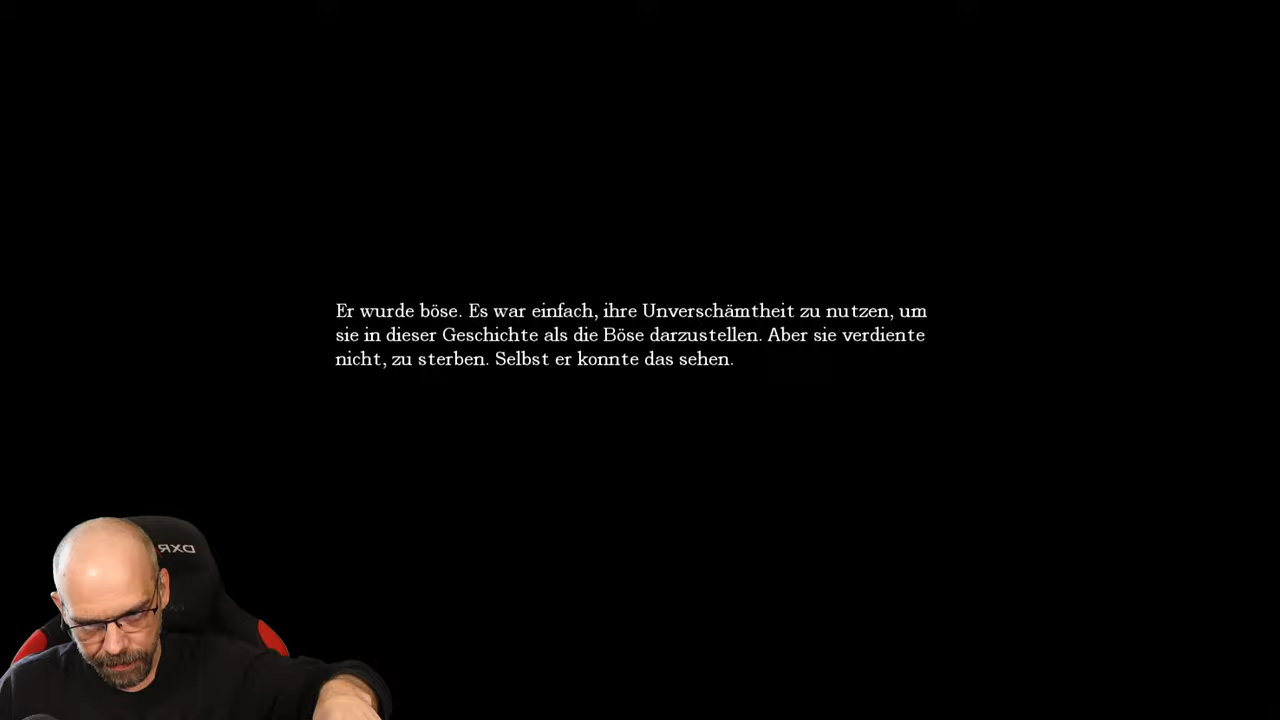 Er wurde böse. Es war einfach, ihre Unverschämtheit zu nutzen, um
sie in dieser Geschichte als die Böse darzustellen. Aber sie verdiente
nicht, zu sterben. Selbst er konnte das sehen.
DXR